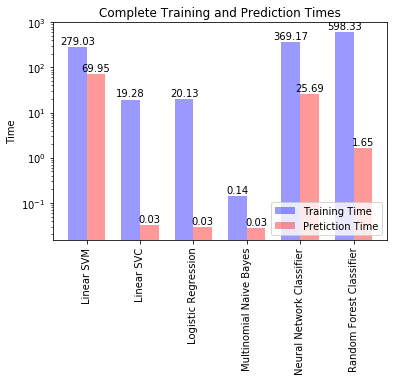 Complete Training and Prediction Times
Time
10³
10²
10¹
10⁰
10⁻¹
279.03
69.95
19.28
0.03
20.13
0.03
0.14
0.03
369.17
25.69
598.33
1.65
Training Time
Pretiction Time
Linear SVM
Linear SVC
Logistic Regression
Multinomial Naive Bayes
Neural Network Classifier
Random Forest Classifier